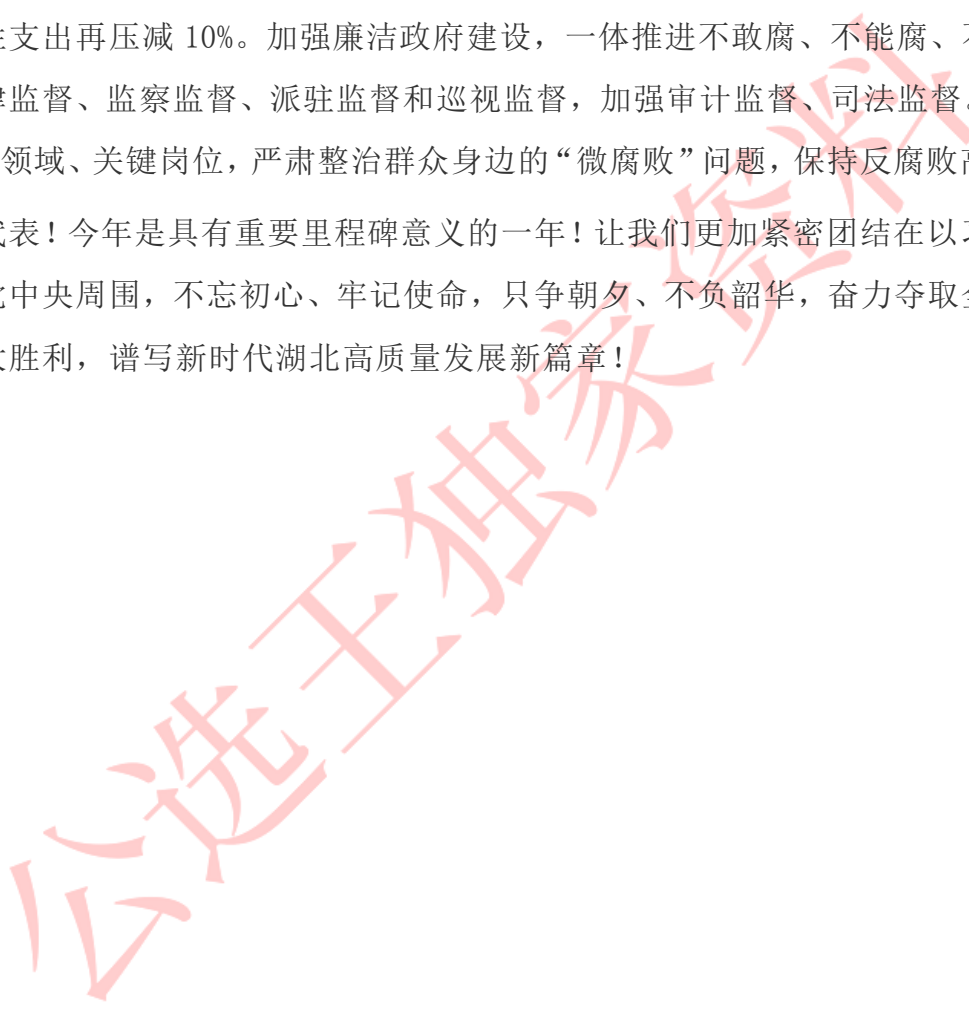 支出再压减 10%。加强廉洁政府建设，一体推进不敢腐、不能腐、不
监督、监察监督、派驻监督和巡视监督，加强审计监督、司法监督。
领域、关键岗位，严肃整治群众身边的“微腐败”问题，保持反腐败高
代表！今年是具有重要里程碑意义的一年！让我们更加紧密团结在以习
中央周围，不忘初心、牢记使命，只争朝夕、不负韶华，奋力夺取全
大胜利，谱写新时代湖北高质量发展新篇章！
公选王独家资料